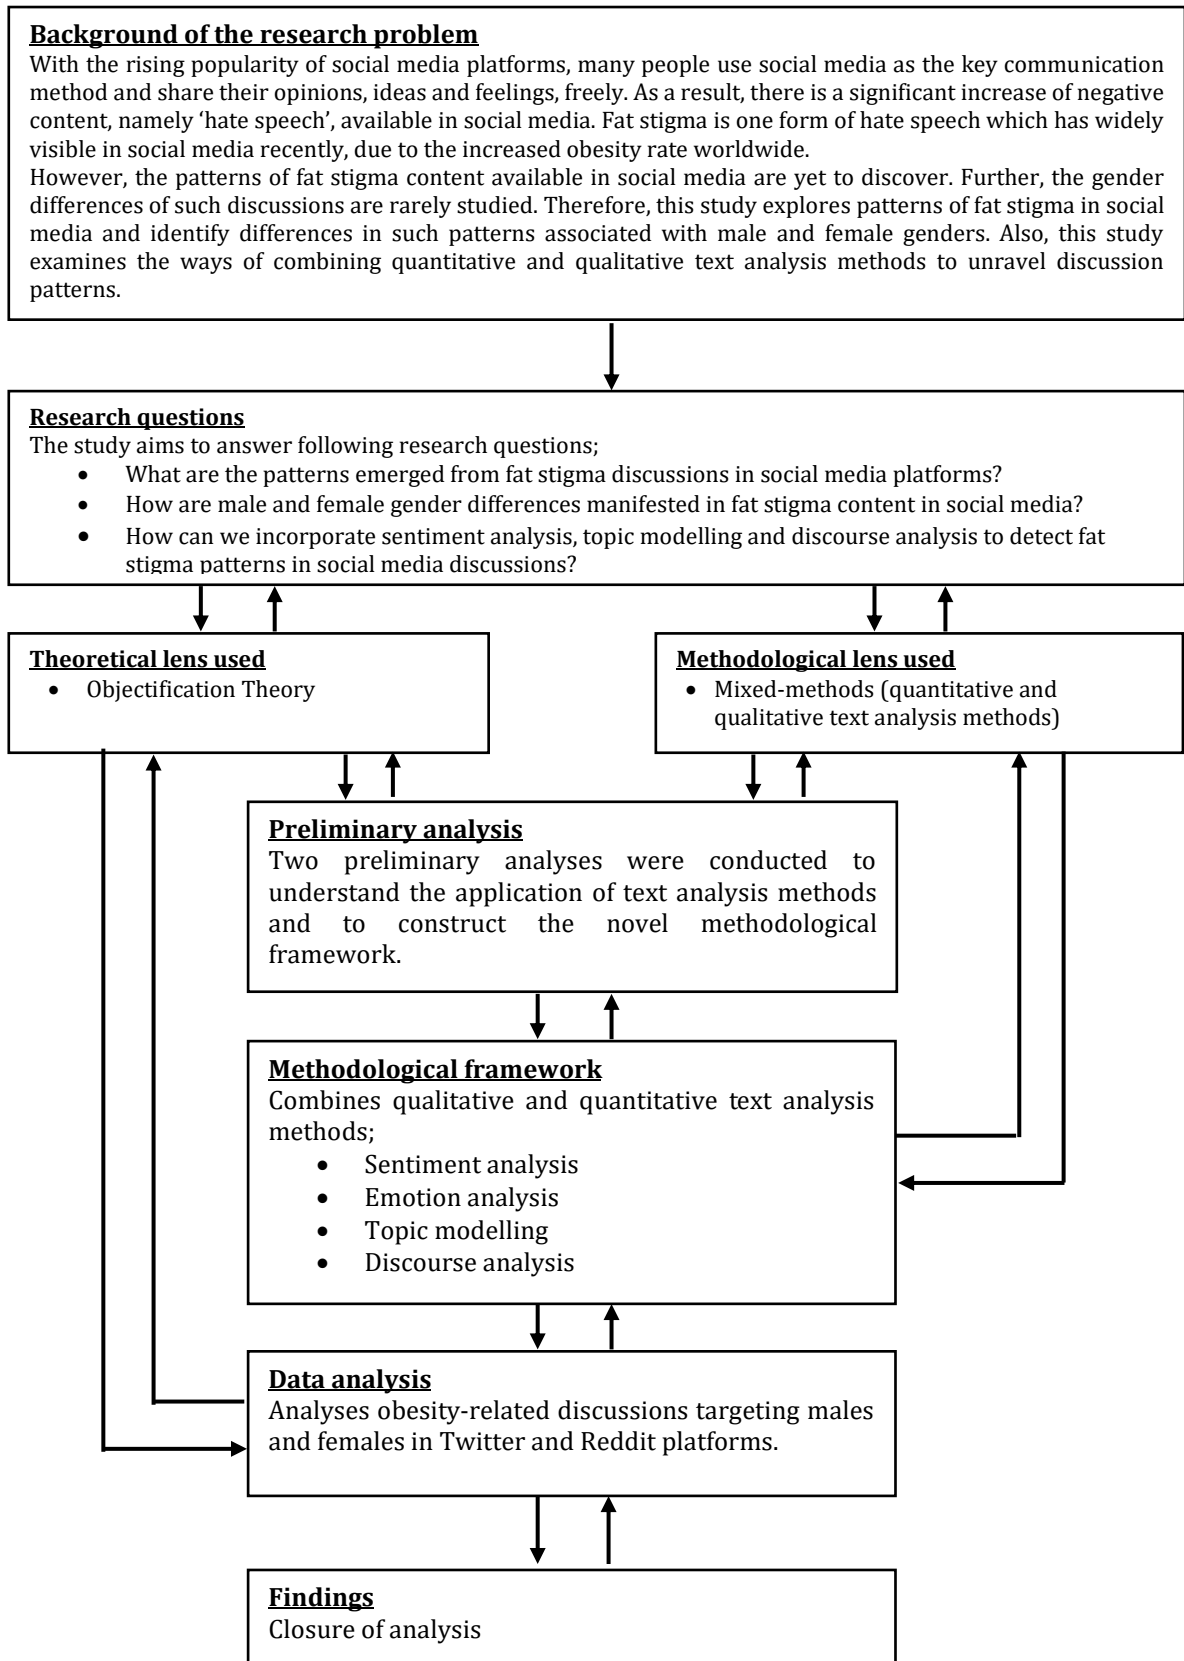 Background of the research problem
With the rising popularity of social media platforms, many people use social media as the key communication
method and share their opinions, ideas and feelings, freely. As a result, there is a significant increase of negative
content, namely ‘hate speech’, available in social media. Fat stigma is one form of hate speech which has widely
visible in social media recently, due to the increased obesity rate worldwide.
However, the patterns of fat stigma content available in social media are yet to discover. Further, the gender
differences of such discussions are rarely studied. Therefore, this study explores patterns of fat stigma in social
media and identify differences in such patterns associated with male and female genders. Also, this study
examines the ways of combining quantitative and qualitative text analysis methods to unravel discussion
patterns.
Research questions
The study aims to answer following research questions;
• What are the patterns emerged from fat stigma discussions in social media platforms?
• How are male and female gender differences manifested in fat stigma content in social media?
• How can we incorporate sentiment analysis, topic modelling and discourse analysis to detect fat
stigma patterns in social media discussions?
Theoretical lens used
• Objectification Theory
Methodological lens used
• Mixed-methods (quantitative and
qualitative text analysis methods)
Preliminary analysis
Two preliminary analyses were conducted to
understand the application of text analysis methods
and to construct the novel methodological
framework.
Methodological framework
Combines qualitative and quantitative text analysis
methods;
• Sentiment analysis
• Emotion analysis
• Topic modelling
• Discourse analysis
Data analysis
Analyses obesity-related discussions targeting males
and females in Twitter and Reddit platforms.
Findings
Closure of analysis